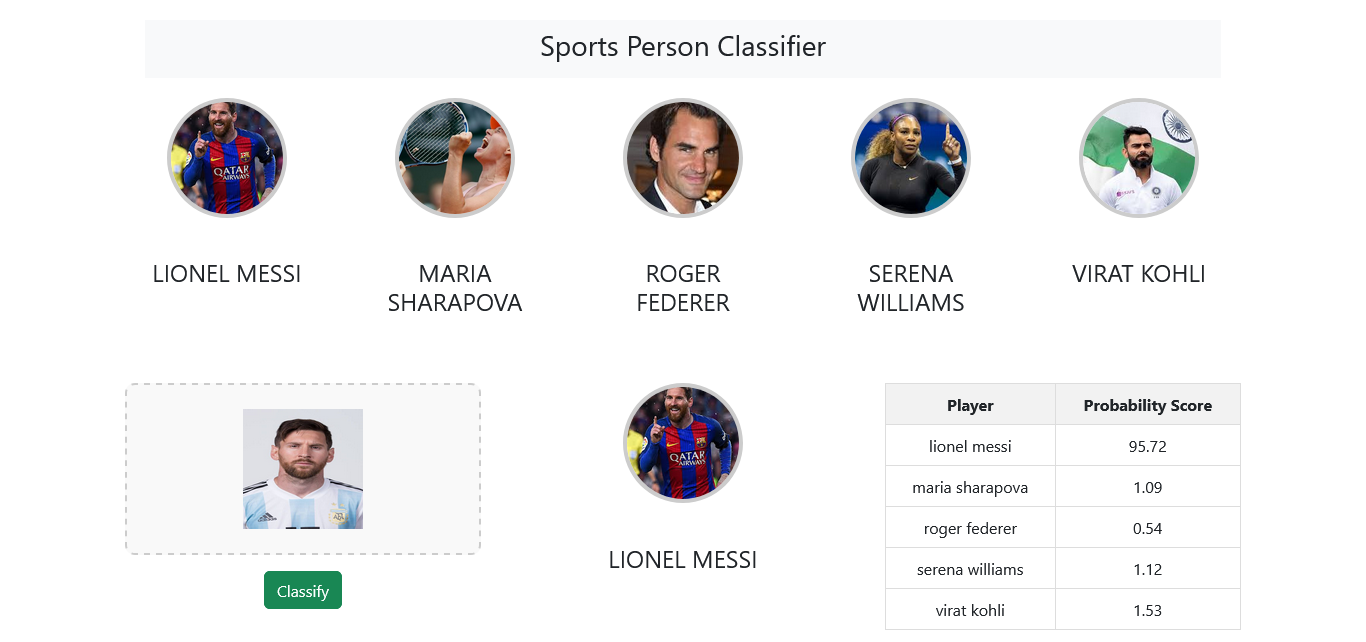 Sports Person Classifier
QATAR
AIRWAYS
LIONEL MESSI
MARIA
SHARAPOVA
ROGER
FEDERER
SERENA
WILLIAMS
VIRAT KOHLI
adidas
AFA
Classify
QATAR
AIRWAYS
LIONEL MESSI
Player Probability Score
lionel messi 95.72
maria sharapova 1.09
roger federer 0.54
serena williams 1.12
virat kohli 1.53